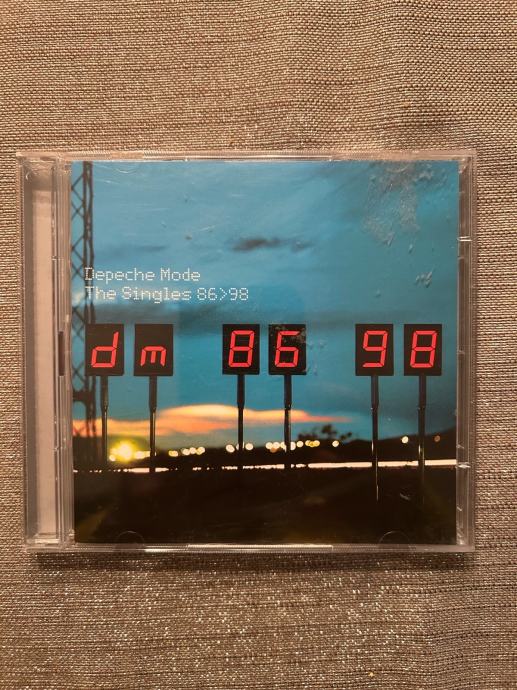 Depeche Mode
The Singles 86>98
dm 86 98